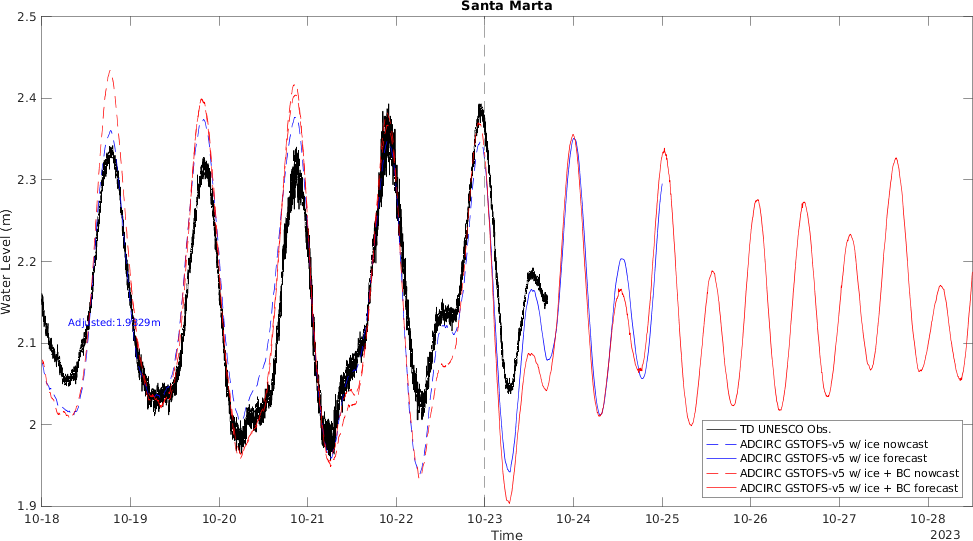 Santa Marta
2.5
2.4
2.3
2.2
2.1
2
1.9
Water Level (m)
Adjusted:1.9829m
TD UNESCO Obs.
ADCIRC GSTOFS-v5 w/ ice nowcast
ADCIRC GSTOFS-v5 w/ ice forecast
ADCIRC GSTOFS-v5 w/ ice + BC nowcast
ADCIRC GSTOFS-v5 w/ ice + BC forecast
10-18 10-19 10-20 10-21 10-22 10-23 10-24 10-25 10-26 10-27 10-28
Time
2023